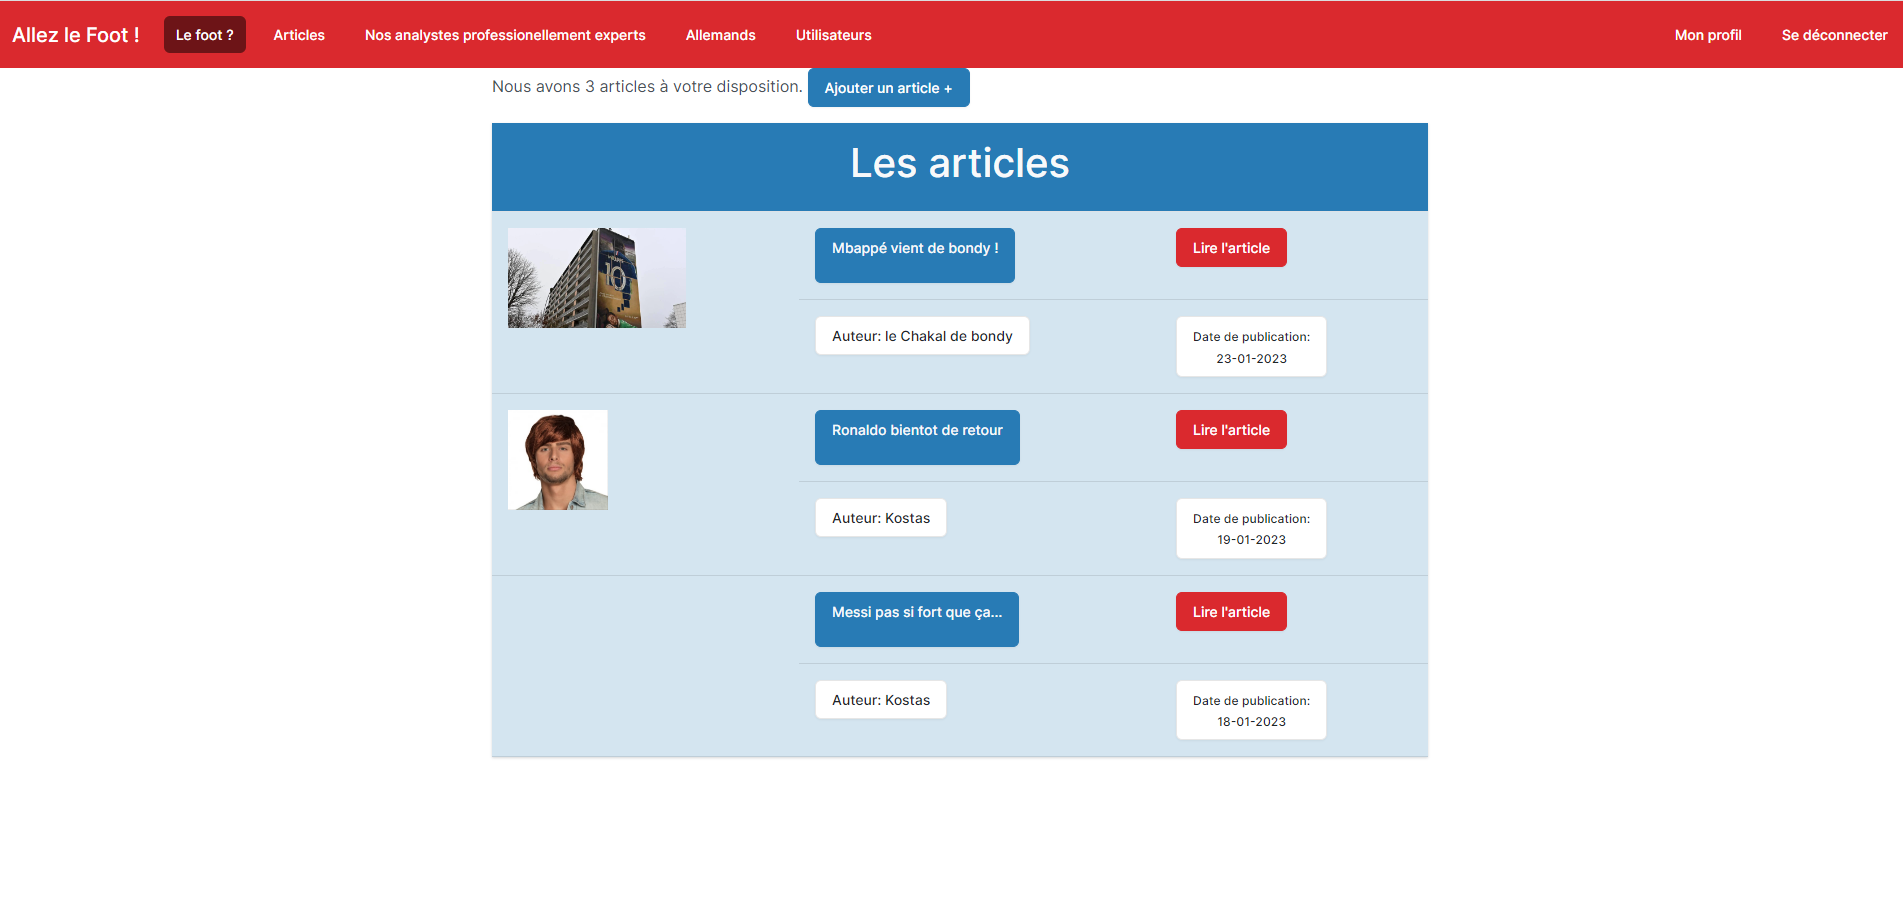 Allez le Foot !
Le foot ?
Articles
Nos analystes professionellement experts
Allemands
Utilisateurs
Mon profil
Se déconnecter
Nous avons 3 articles à votre disposition.
Ajouter un article +
Les articles
10
Mbappé vient de bondy !
Lire l'article
Auteur: le Chakal de bondy
Date de publication:
23-01-2023
Ronaldo bientot de retour
Lire l'article
Auteur: Kostas
Date de publication:
19-01-2023
Messi pas si fort que ça...
Lire l'article
Auteur: Kostas
Date de publication:
18-01-2023